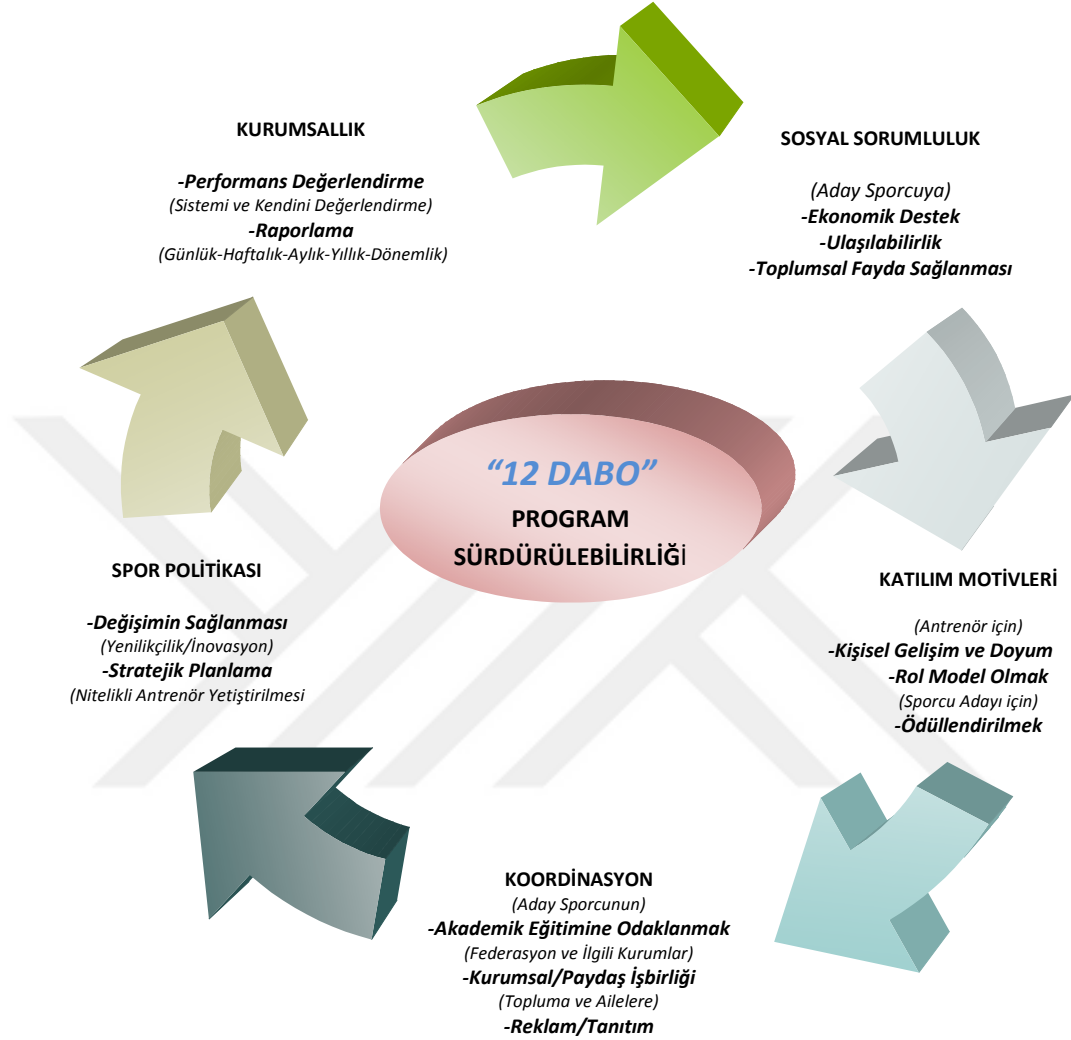 KURUMSALLIK
-Performans Değerlendirme
(Sistemi ve Kendini Değerlendirme)
-Raporlama
(Günlük-Haftalık-Aylık-Yıllık-Dönemlik)
SOSYAL SORUMLULUK
(Aday Sporcuya)
-Ekonomik Destek
-Ulaşılabilirlik
-Toplumsal Fayda Sağlanması
“12 DABO”
PROGRAM
SÜRDÜRÜLEBİLİRLİĞİ
SPOR POLİTİKASI
-Değişimin Sağlanması
(Yenilikçilik/İnovasyon)
-Stratejik Planlama
(Nitelikli Antrenör Yetiştirilmesi
KATILIM MOTİVLERİ
(Antrenör için)
-Kişisel Gelişim ve Doyum
-Rol Model Olmak
(Sporcu Adayı için)
-Ödüllendirilmek
KOORDİNASYON
(Aday Sporcunun)
-Akademik Eğitimine Odaklanmak
(Federasyon ve İlgili Kurumlar)
-Kurumsal/Paydaş İşbirliği
(Topluma ve Ailelere)
-Reklam/Tanıtım